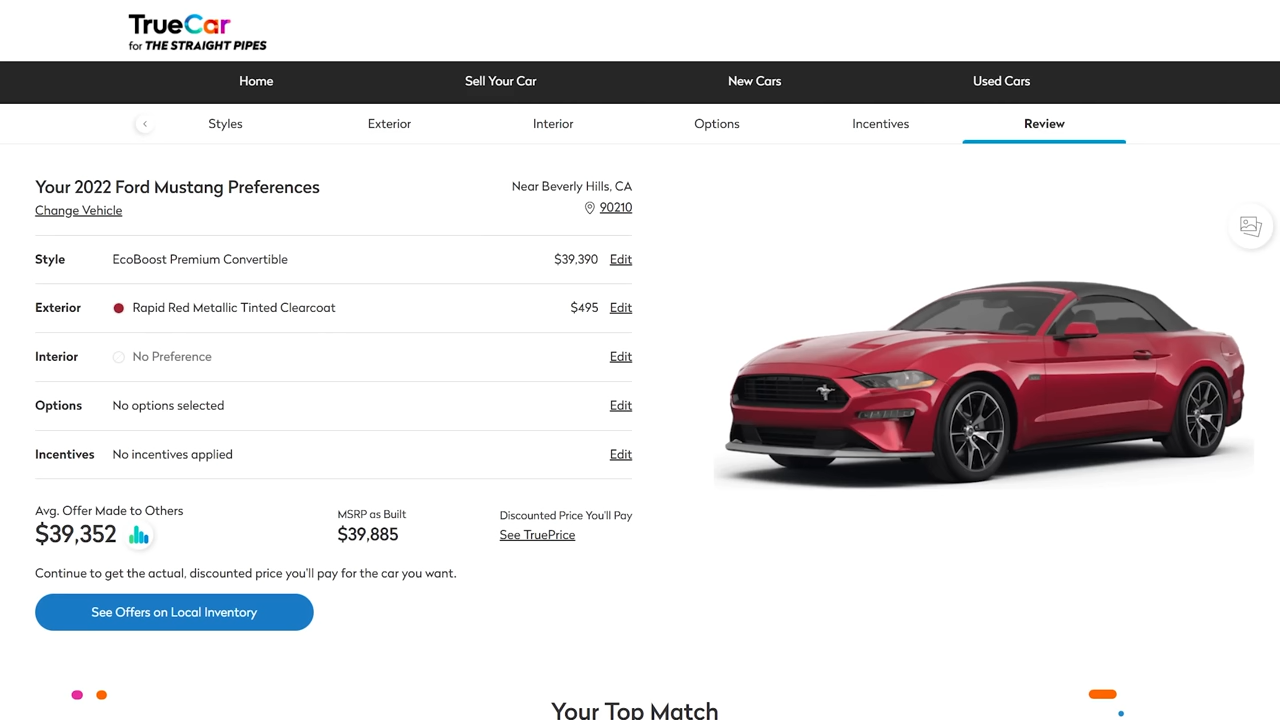 TrueCar
for THE STRAIGHT PIPES
Home Sell Your Car New Cars Used Cars
Styles Exterior Interior Options Incentives Review
Your 2022 Ford Mustang Preferences
Near Beverly Hills, CA
Change Vehicle
90210
Style EcoBoost Premium Convertible $39,390 Edit
Exterior Rapid Red Metallic Tinted Clearcoat $495 Edit
Interior No Preference Edit
Options No options selected Edit
Incentives No incentives applied Edit
Avg. Offer Made to Others MSRP as Built Discounted Price You'll Pay
$39,352 $39,885 See TruePrice
Continue to get the actual, discounted price you'll pay for the car you want.
See Offers on Local Inventory
Your Top Match